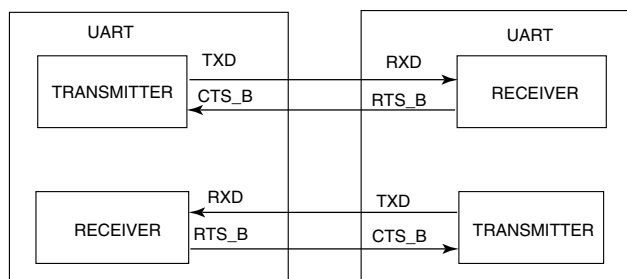 UART UART
TXD RXD
TRANSMITTER CTS_B RTS_B RECEIVER
RXD TXD
RECEIVER RTS_B CTS_B TRANSMITTER